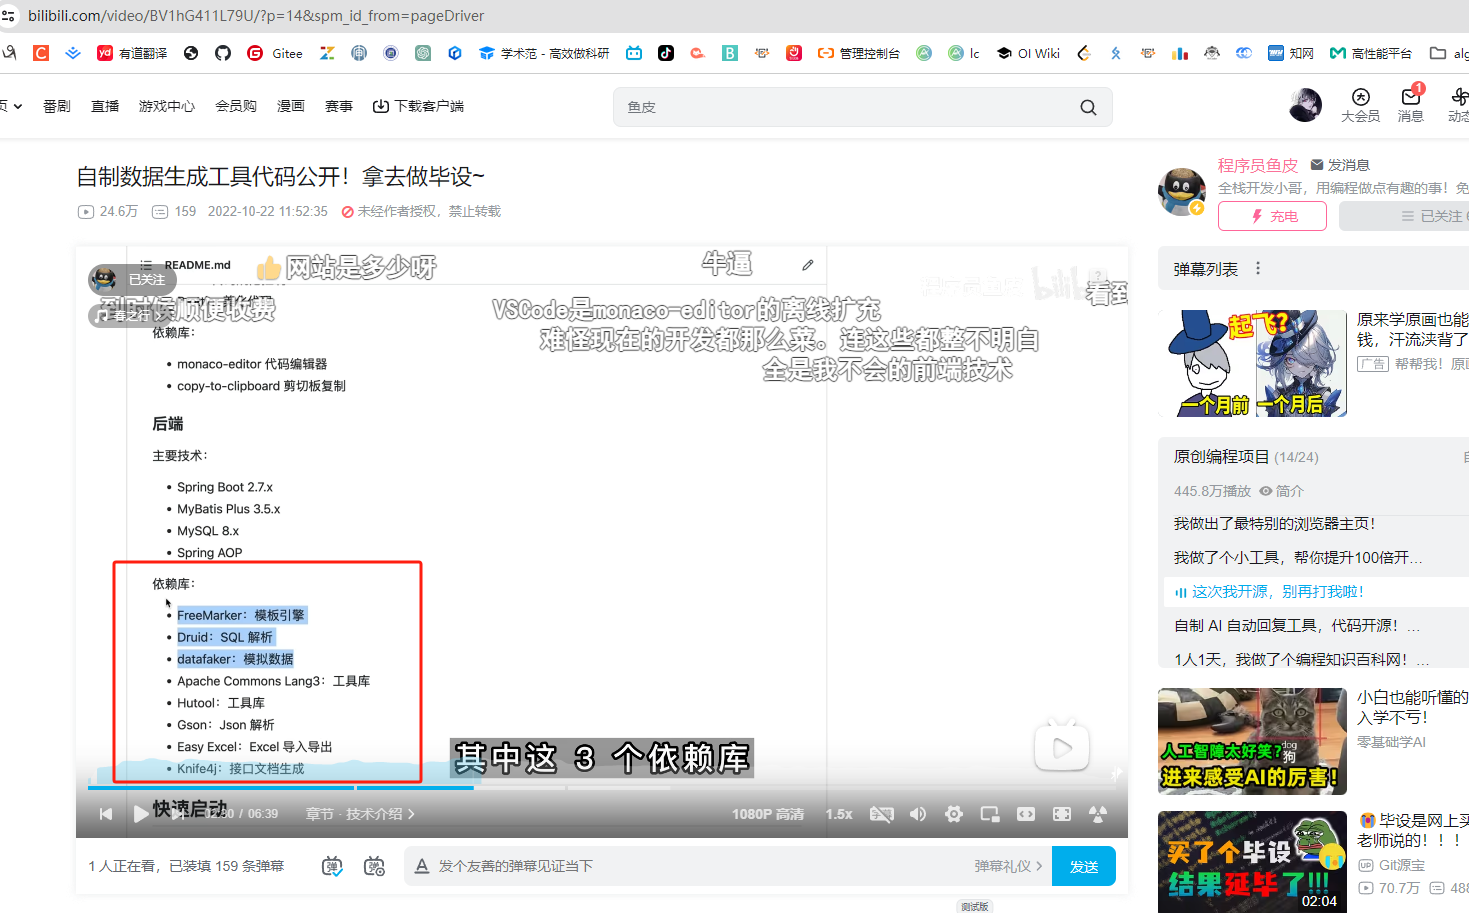 bilibili.com/video/BV1hG411L79U/?p=14&spm_id_from=pageDriver
有道翻译
Gitee
学术范 - 高效做科研
管理控制台
lc
OI Wiki
知网
高性能平台
页
番剧
直播
游戏中心
会员购
漫画
赛事
下载客户端
鱼皮
大会员
1
消息
动态
自制数据生成工具代码公开！拿去做毕设~
24.6万
159
2022-10-22 11:52:35
未经作者授权，禁止转载
程序员鱼皮
发消息
全栈开发小哥，用编程做点有趣的事！免
充电
已关注
README.md
网站是多少呀
牛逼
已关注
看到
到时候顺便收费
春之行
VSCode是monaco-editor的离线扩充
依赖库：
难怪现在的开发都那么菜。连这些都整不明白
monaco-editor 代码编辑器
全是我不会的前端技术
copy-to-clipboard 剪切板复制
后端
主要技术：
Spring Boot 2.7.x
MyBatis Plus 3.5.x
MySQL 8.x
Spring AOP
依赖库：
FreeMarker：模板引擎
Druid：SQL 解析
datafaker：模拟数据
Apache Commons Lang3：工具库
Hutool：工具库
Gson：Json 解析
Easy Excel：Excel 导入导出
Knife4j：接口文档生成
其中这 3 个依赖库
快速启动
/ 06:39
章节 · 技术介绍
1080P 高清
1.5x
1 人正在看，已装填 159 条弹幕
发个友善的弹幕见证当下
弹幕礼仪
发送
测试版
弹幕列表
起飞?
一个月前 一个月后
原来学原画也能
钱，汗流浃背了
广告
帮帮我！原画
原创编程项目 (14/24)
445.8万播放
简介
我做出了最特别的浏览器主页！
我做了个小工具，帮你提升100倍开...
这次我开源，别再打我啦！
自制 AI 自动回复工具，代码开源！...
1人1天，我做了个编程知识百科网！...
人工智障太好笑?
dog
狗
进来感受AI的厉害!
小白也能听懂的
入学不亏！
零基础学AI
买了个毕设
结果延毕了!!!
02:04
毕设是网上买
老师说的！！！
UP
Git源宝
70.7万
488